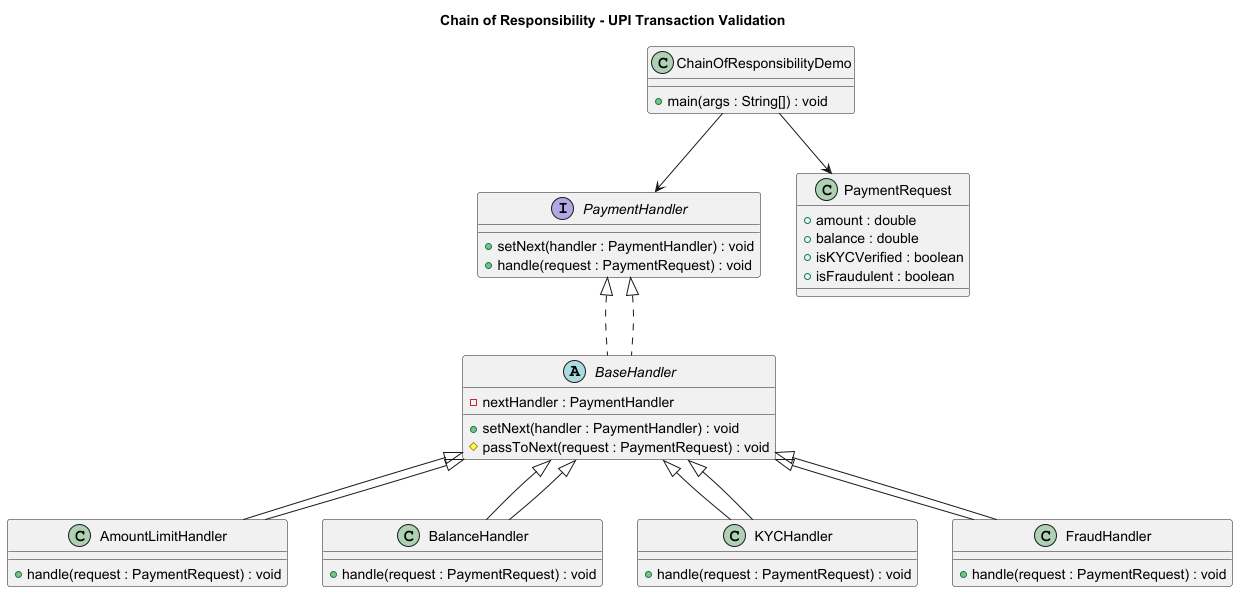 Chain of Responsibility - UPI Transaction Validation
C ChainOfResponsibilityDemo
main(args : String[]) : void
I PaymentHandler
setNext(handler : PaymentHandler) : void
handle(request : PaymentRequest) : void
C PaymentRequest
amount : double
balance : double
isKYCVerified : boolean
isFraudulent : boolean
A BaseHandler
nextHandler : PaymentHandler
setNext(handler : PaymentHandler) : void
passToNext(request : PaymentRequest) : void
C AmountLimitHandler
handle(request : PaymentRequest) : void
C BalanceHandler
handle(request : PaymentRequest) : void
C KYCHandler
handle(request : PaymentRequest) : void
C FraudHandler
handle(request : PaymentRequest) : void